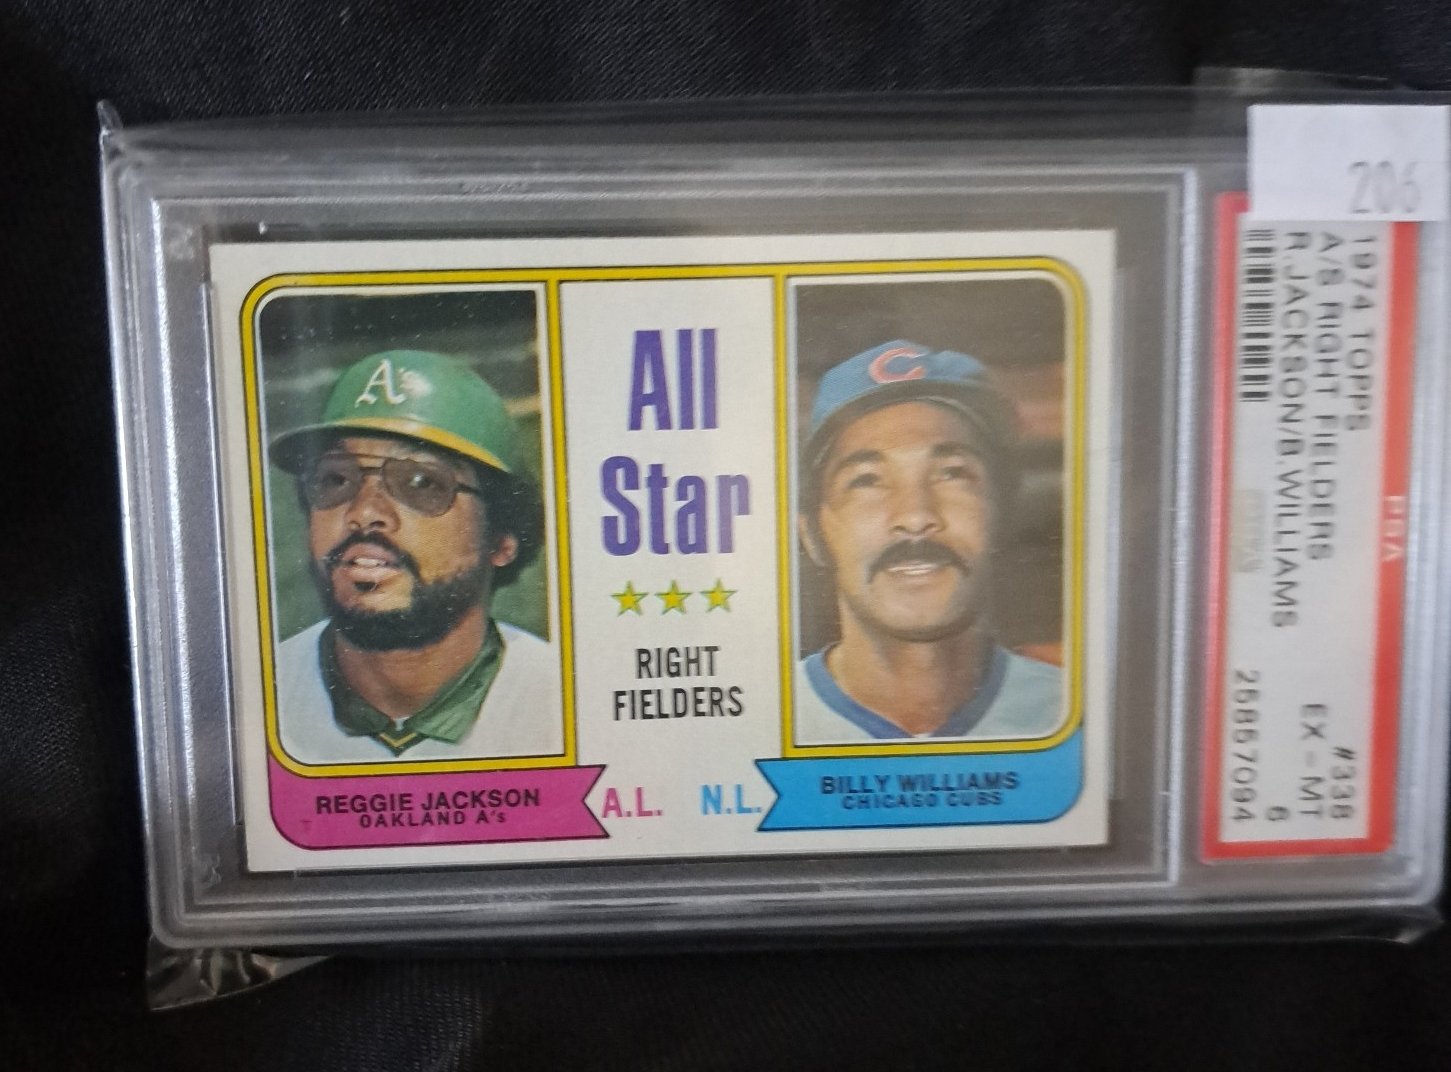 A's
C
All
Star
RIGHT
FIELDERS
REGGIE JACKSON
OAKLAND A's
A.L.
N.L.
BILLY WILLIAMS
CHICAGO CUBS
206
PSA
1974 TOPPS #338
A/S RIGHT FIELDERS EX - MT
R.JACKSON/B.WILLIAMS 6
25857094